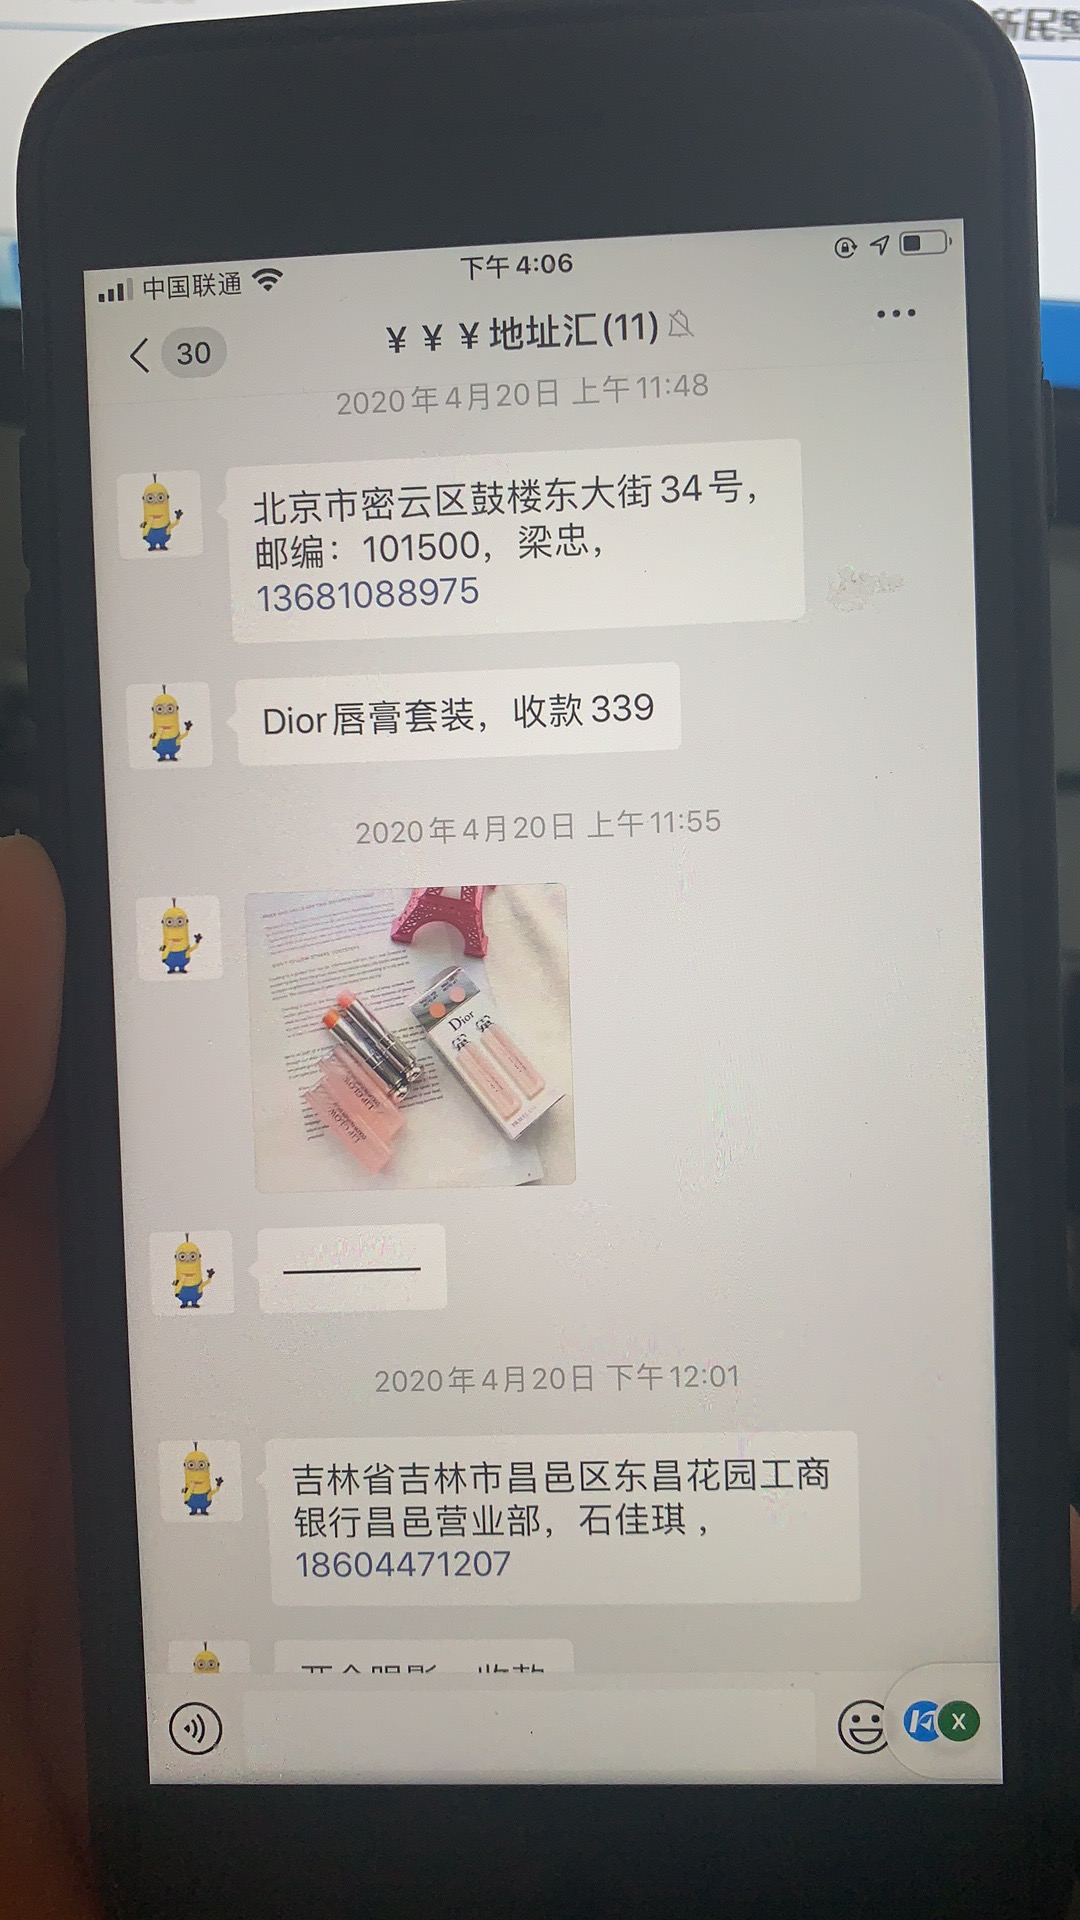 新民
中国联通
下午4:06
30
￥￥￥地址汇(11)
2020年4月20日 上午11:48
北京市密云区鼓楼东大街34号，
邮编：101500，梁忠，
13681088975
Dior唇膏套装，收款339
2020年4月20日 上午11:55
Dior
LIP GLOW
LIP GLOW
2020年4月20日 下午12:01
吉林省吉林市昌邑区东昌花园工商
银行昌邑营业部，石佳琪，
18604471207
X